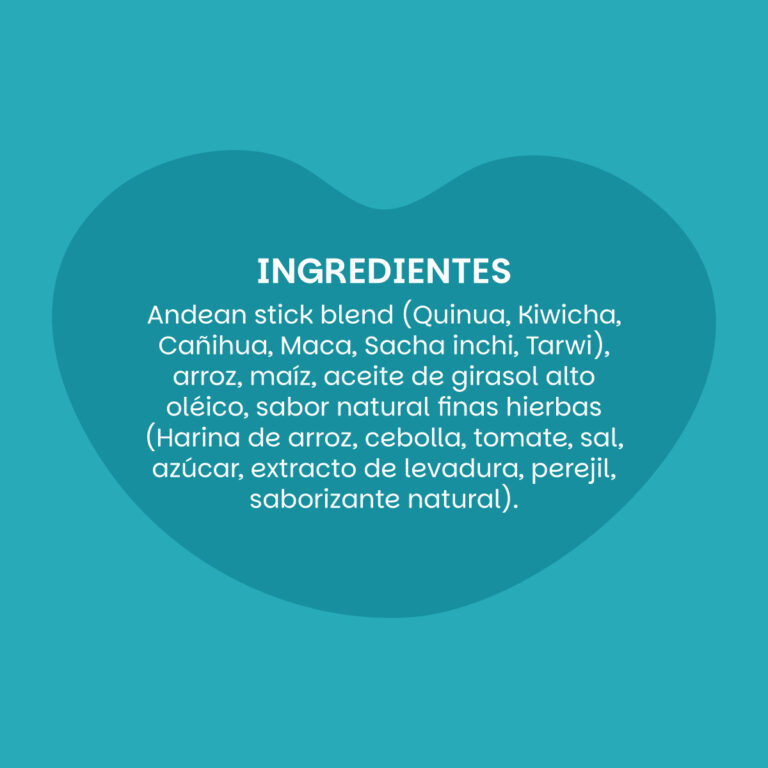 INGREDIENTES
Andean stick blend (Quinua, Kiwicha,
Cañihua, Maca, Sacha inchi, Tarwi),
arroz, maíz, aceite de girasol alto
oléico, sabor natural finas hierbas
(Harina de arroz, cebolla, tomate, sal,
azúcar, extracto de levadura, perejil,
saborizante natural).